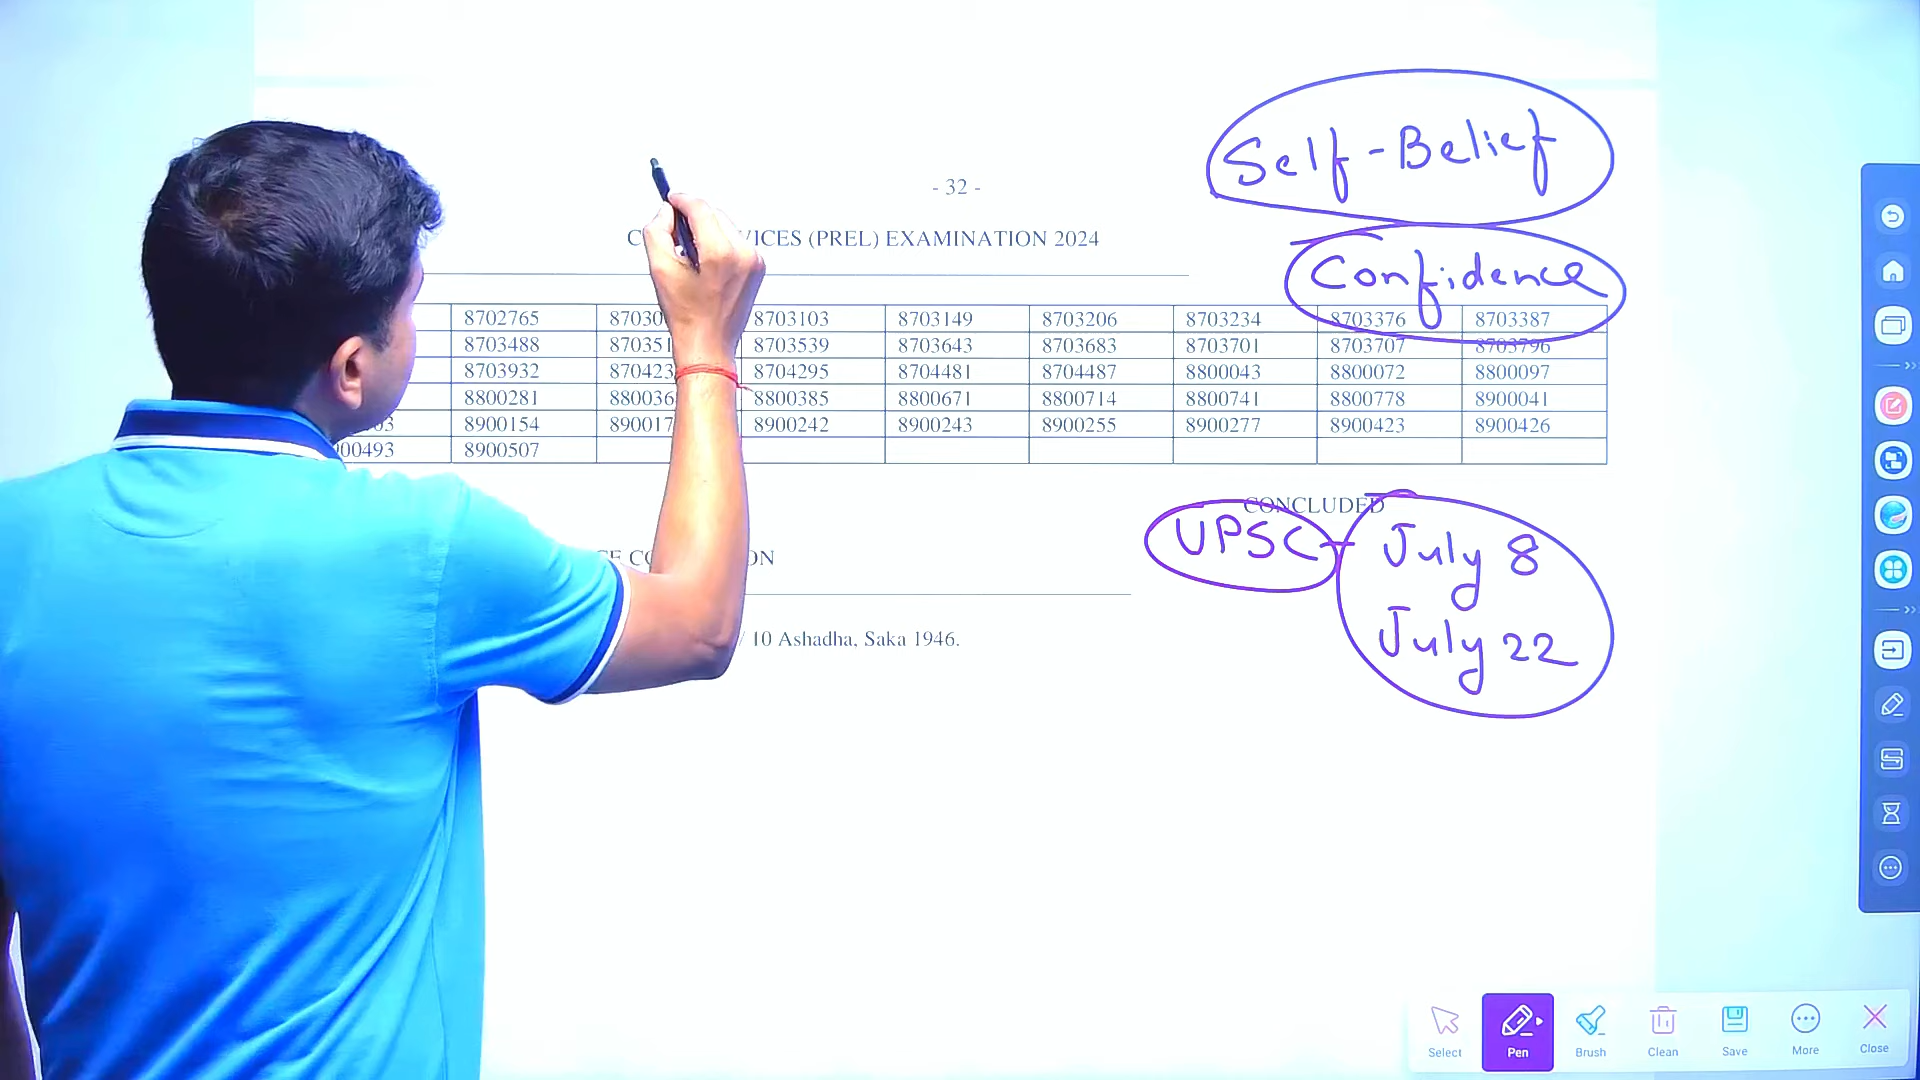 Self-Belief
- 32 -
VICES (PREL) EXAMINATION 2024
Confidence
8702765 8703103 8703149 8703206 8703234 8703376 8703387
8703488 8703539 8703643 8703683 8703701 8703707 8703796
8703932 8704295 8704481 8704487 8800043 8800072 8800097
8800281 8800385 8800671 8800714 8800741 8800778 8900041
8900154 8900242 8900243 8900255 8900277 8900423 8900426
00493 8900507
CONCLUDED
UPSC - July 8
July 22
/ 10 Ashadha, Saka 1946.
Select Pen Brush Clean Save More Close